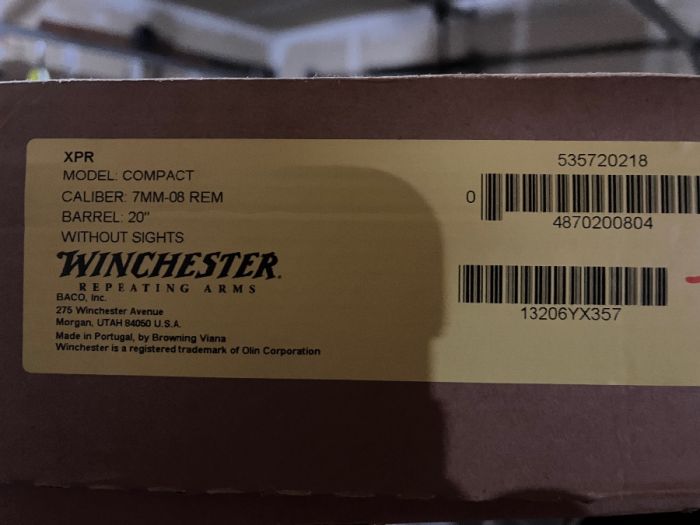 XPR
MODEL: COMPACT
CALIBER: 7MM-08 REM
BARREL: 20"
WITHOUT SIGHTS
WINCHESTER.
REPEATING ARMS
BACO, Inc.
275 Winchester Avenue
Morgan, UTAH 84050 U.S.A.
Made in Portugal, by Browning Viana
Winchester is a registered trademark of Olin Corporation
535720218
0
4870200804
13206YX357